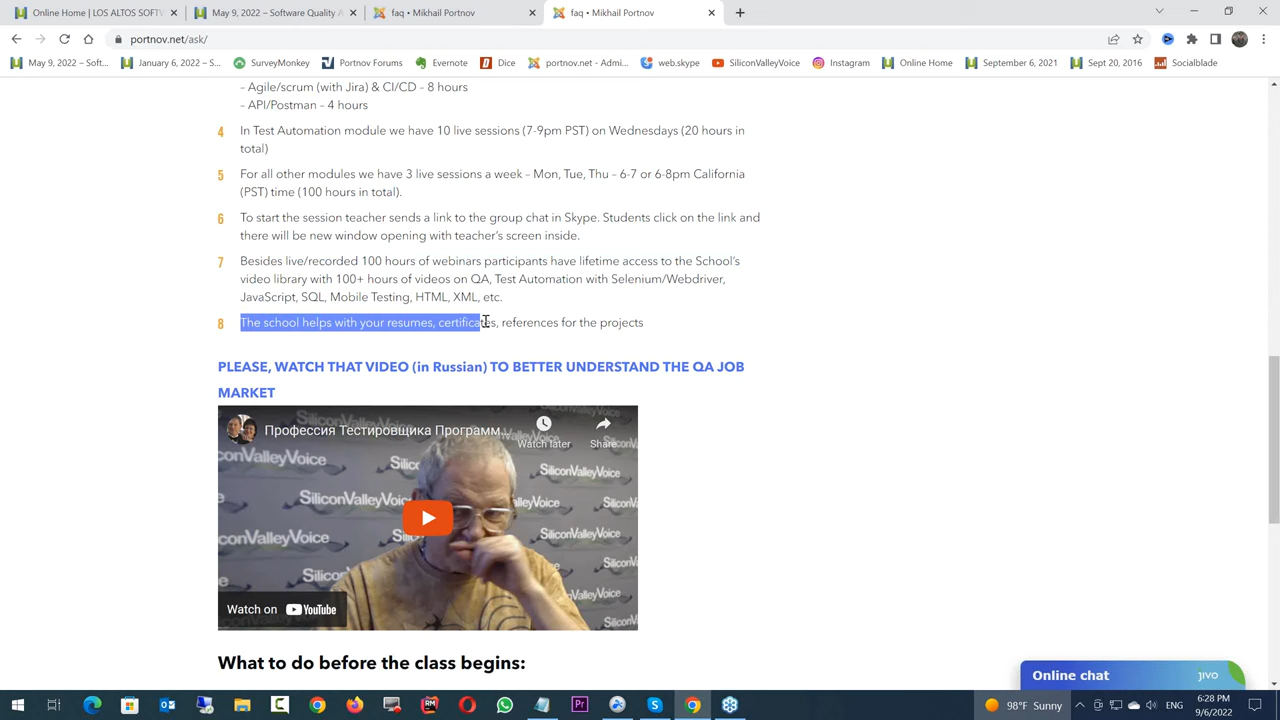 Online Home | LOS ALTOS SOFTV
May 9, 2022 – Software Quality A
faq • Mikhail Portnov
faq • Mikhail Portnov
portnov.net/ask/
May 9, 2022 – Soft...
January 6, 2022 – S...
SurveyMonkey
Portnov Forums
Evernote
Dice
portnov.net - Admi...
web.skype
SiliconValleyVoice
Instagram
Online Home
September 6, 2021
Sept 20, 2016
Socialblade
– Agile/scrum (with Jira) & CI/CD – 8 hours
– API/Postman – 4 hours
4 In Test Automation module we have 10 live sessions (7-9pm PST) on Wednesdays (20 hours in
total)
5 For all other modules we have 3 live sessions a week – Mon, Tue, Thu – 6-7 or 6-8pm California
(PST) time (100 hours in total).
6 To start the session teacher sends a link to the group chat in Skype. Students click on the link and
there will be new window opening with teacher's screen inside.
7 Besides live/recorded 100 hours of webinars participants have lifetime access to the School's
video library with 100+ hours of videos on QA, Test Automation with Selenium/Webdriver,
JavaScript, SQL, Mobile Testing, HTML, XML, etc.
8 The school helps with your resumes, certificates, references for the projects
PLEASE, WATCH THAT VIDEO (in Russian) TO BETTER UNDERSTAND THE QA JOB
MARKET
Профессия Тестировщика Программ...
Watch later
Share
SiliconValleyVoice
Watch on YouTube
What to do before the class begins:
Online chat
jivo
98°F Sunny
6:28 PM
9/6/2022